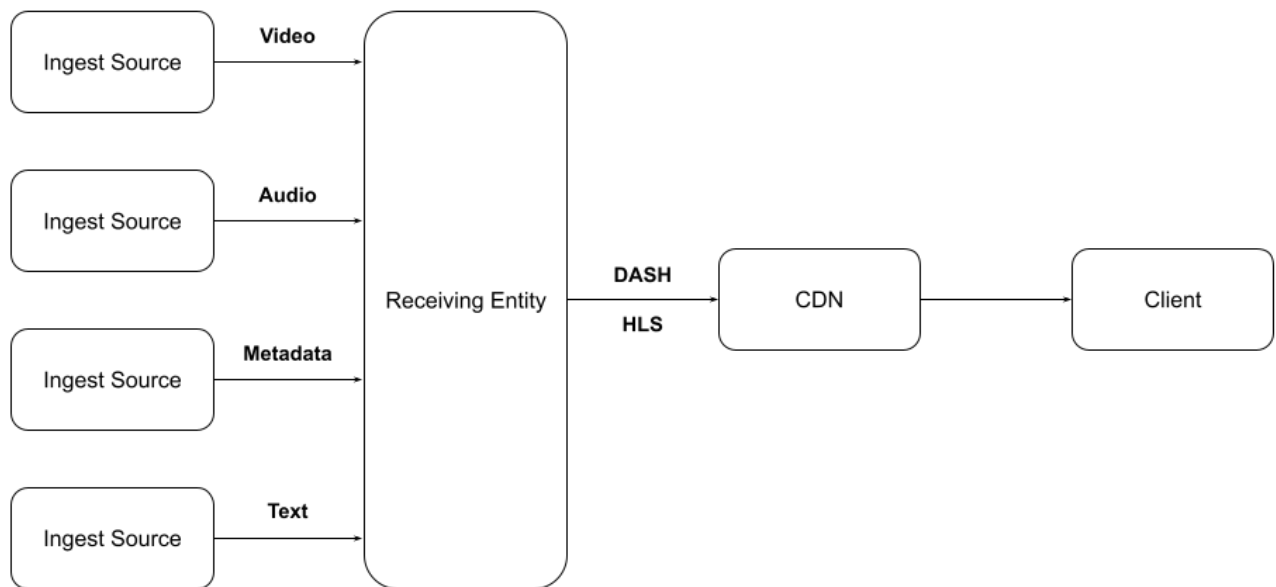 Ingest Source
Video
Ingest Source
Audio
Ingest Source
Metadata
Ingest Source
Text
Receiving Entity
DASH
HLS
CDN
Client